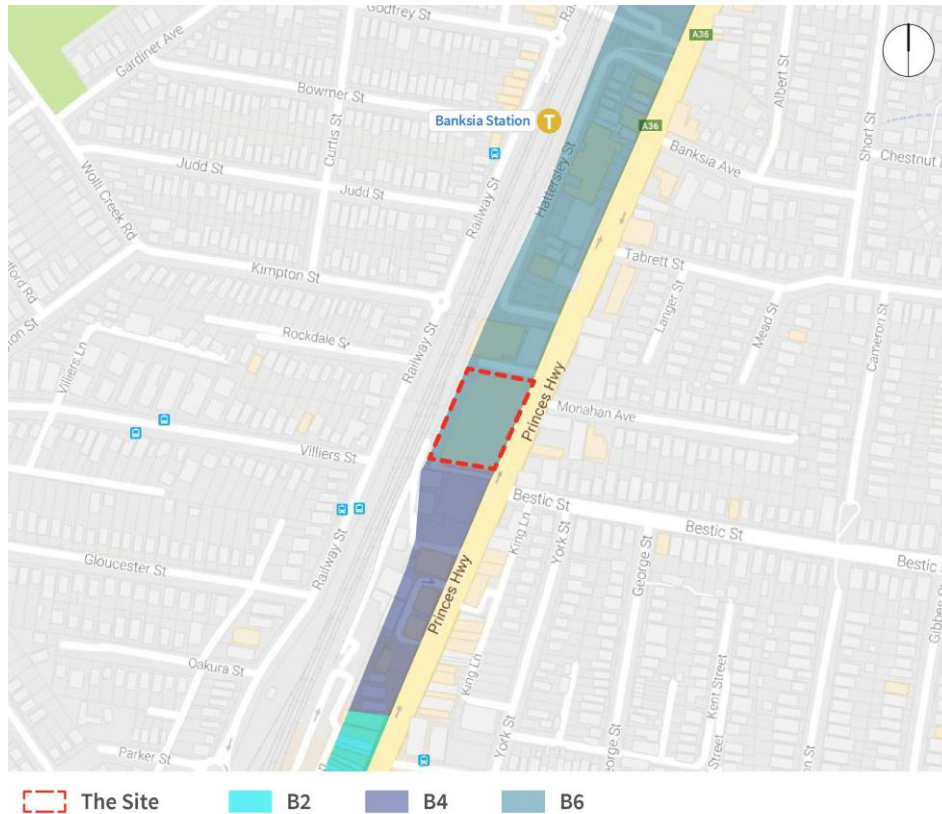 Godfrey St
Gardiner Ave
A36
Bowmer St
Albert St
Short St
Banksia Station
T
A36
Curtis St
Hattersley St
Banksia Ave
Chestnut
Judd St
Wolli Creek Rd
Judd St
Railway St
Kimpton St
Tabrett St
Langer St
Mead St
Cameron St
Rockdale St
Villiers Ln
Railway St
Princes Hwy
Monahan Ave
Villiers St
Bestic St
King Ln
York St
Bestic St
Bestic St
George St
Gloucester St
Railway St
Princes Hwy
Oakura St
King Ln
Kent Street
Parker St
York St
George St
Street
The Site
B2
B4
B6